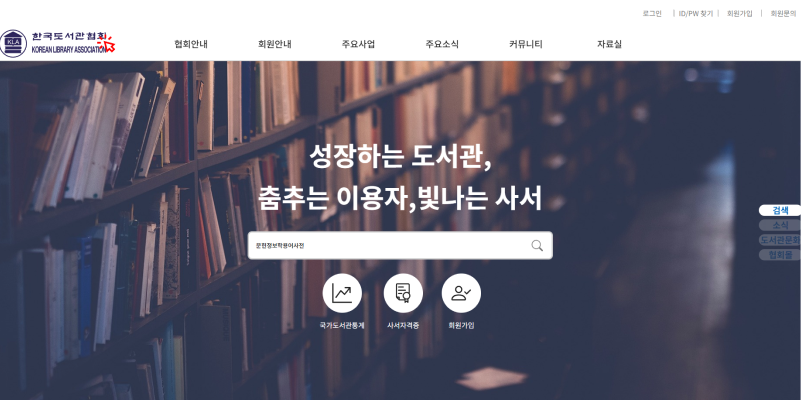 로그인 | ID/PW 찾기 | 회원가입 | 회원문의
KLA
한국도서관협회
KOREAN LIBRARY ASSOCIATION
협회안내 회원안내 주요사업 주요소식 커뮤니티 자료실
성장하는 도서관,
춤추는 이용자,빛나는 사서
검색
소식
도서관문화
협회몰
문헌정보학용어사전
국가도서관통계 사서자격증 회원가입